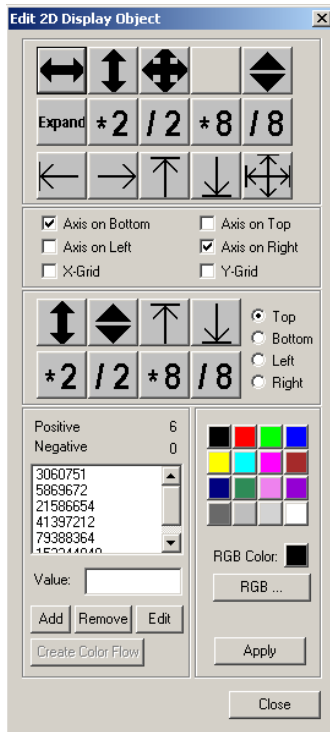 Edit 2D Display Object
Expand *2 /2 *8 /8
Axis on Bottom Axis on Top
Axis on Left Axis on Right
X-Grid Y-Grid
Top
Bottom
Left
Right
*2 /2 *8 /8
Positive 6
Negative 0
3060751
5869672
21586654
41397212
79388364
RGB Color:
Value:
RGB ...
Add Remove Edit
Create Color Flow
Apply
Close